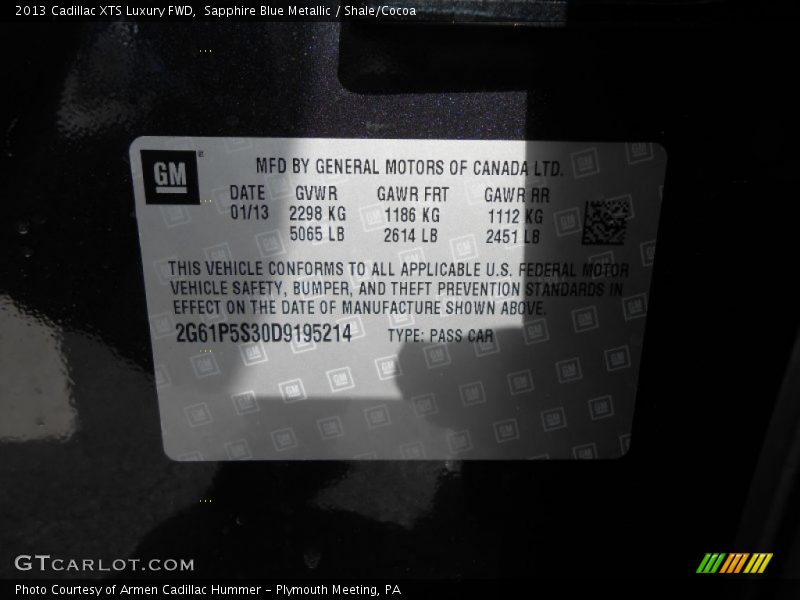 2013 Cadillac XTS Luxury FWD,  Sapphire Blue Metallic / Shale/Cocoa
GM
MFD BY GENERAL MOTORS OF CANADA LTD.
DATE GVWR GAWR FRT GAWR RR
01/13 2298 KG 1186 KG 1112 KG
5065 LB 2614 LB 2451 LB
THIS VEHICLE CONFORMS TO ALL APPLICABLE U.S. FEDERAL MOTOR
VEHICLE SAFETY, BUMPER, AND THEFT PREVENTION STANDARDS IN
EFFECT ON THE DATE OF MANUFACTURE SHOWN ABOVE.
2G61P5S30D9195214 TYPE: PASS CAR
GTCARLOT.COM
Photo Courtesy of Armen Cadillac Hummer - Plymouth Meeting, PA